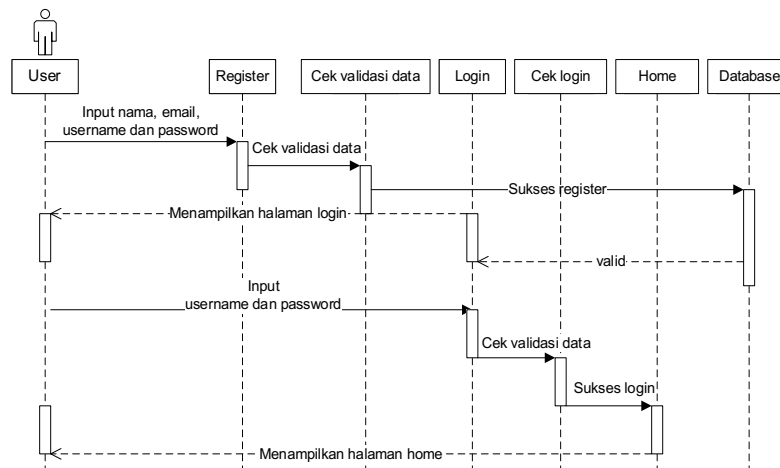 User
Register
Cek validasi data
Login
Cek login
Home
Database
Input nama, email,
username dan password
Cek validasi data
Sukses register
Menampilkan halaman login
valid
Input
username dan password
Cek validasi data
Sukses login
Menampilkan halaman home